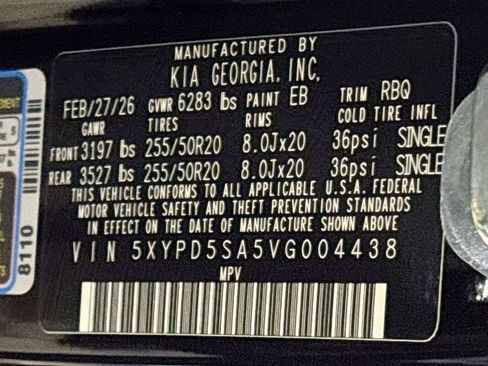 MANUFACTURED BY
KIA GEORGIA, INC.
FEB/27/26 GVWR 6283 lbs PAINT EB TRIM RBQ
GAWR TIRES RIMS COLD TIRE INFL
FRONT 3197 lbs 255/50R20 8.0Jx20 36psi SINGLE
REAR 3527 lbs 255/50R20 8.0Jx20 36psi SINGLE
THIS VEHICLE CONFORMS TO ALL APPLICABLE U.S.A. FEDERAL
MOTOR VEHICLE SAFETY AND THEFT PREVENTION STANDARDS
IN EFFECT ON THE DATE OF MANUFACTURE SHOWN ABOVE
VIN 5XYPD5SA5VG004438
MPV
8110